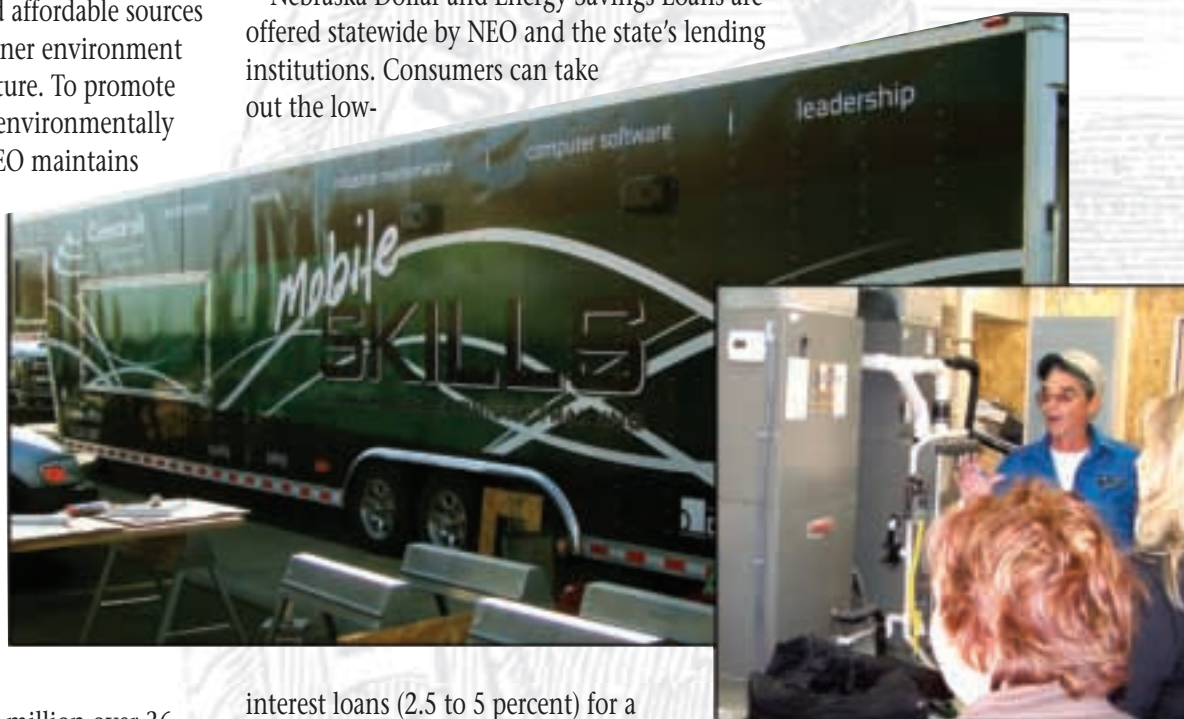 d affordable sources
ner environment
ture. To promote
environmentally
EO maintains
million over 36
Nebraska Dollar and Energy Savings Loans are
offered statewide by NEO and the state's lending
institutions. Consumers can take
out the low-
interest loans (2.5 to 5 percent) for a
computer software
leadership
Central
mobile
SKILLS